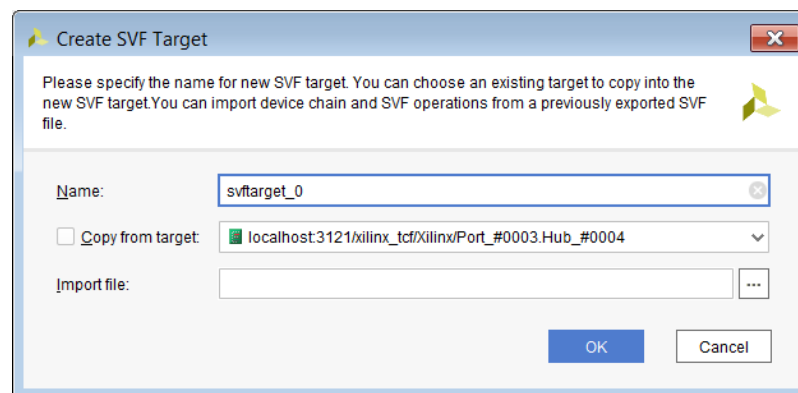 Create SVF Target
Please specify the name for new SVF target. You can choose an existing target to copy into the
new SVF target.You can import device chain and SVF operations from a previously exported SVF
file.
Name: svftarget_0
Copy from target: localhost:3121/xilinx_tcf/Xilinx/Port_#0003.Hub_#0004
Import file: ...
OK Cancel